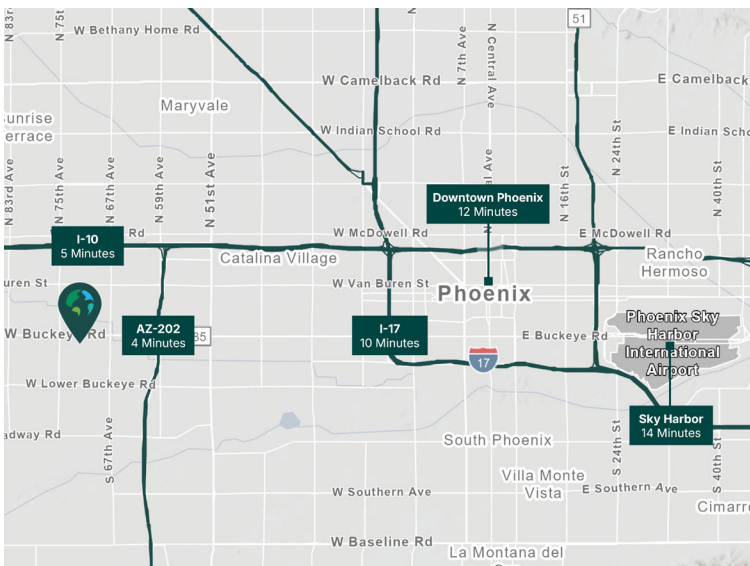 N 83rd
N 75t
W Bethany Home Rd
N 7th Ave
N Central Ave
51
W Camelback Rd
E Camelback
Maryvale
unrise
errace
W Indian School Rd
E Indian Scho
N 83rd Ave
N 75th Ave
N 67th Ave
N 59th Ave
N 51st Ave
N 16th St
N 24th St
N 40th St
Downtown Phoenix
12 Minutes
I-10
5 Minutes
Rd
W McDowell Rd
E McDowell Rd
Catalina Village
Rancho
Hermoso
uren St
W Van Buren St
Phoenix
Phoenix Sky
Harbor
International
Airport
W Buckeye Rd
AZ-202
4 Minutes
85
I-17
10 Minutes
E Buckeye Rd
17
W Lower Buckeye Rd
Sky Harbor
14 Minutes
adway Rd
S 67th Ave
South Phoenix
S 24th St
S 40th St
Villa Monte
Vista
W Southern Ave
E Southern Ave
Cimarr
W Baseline Rd
La Montana del